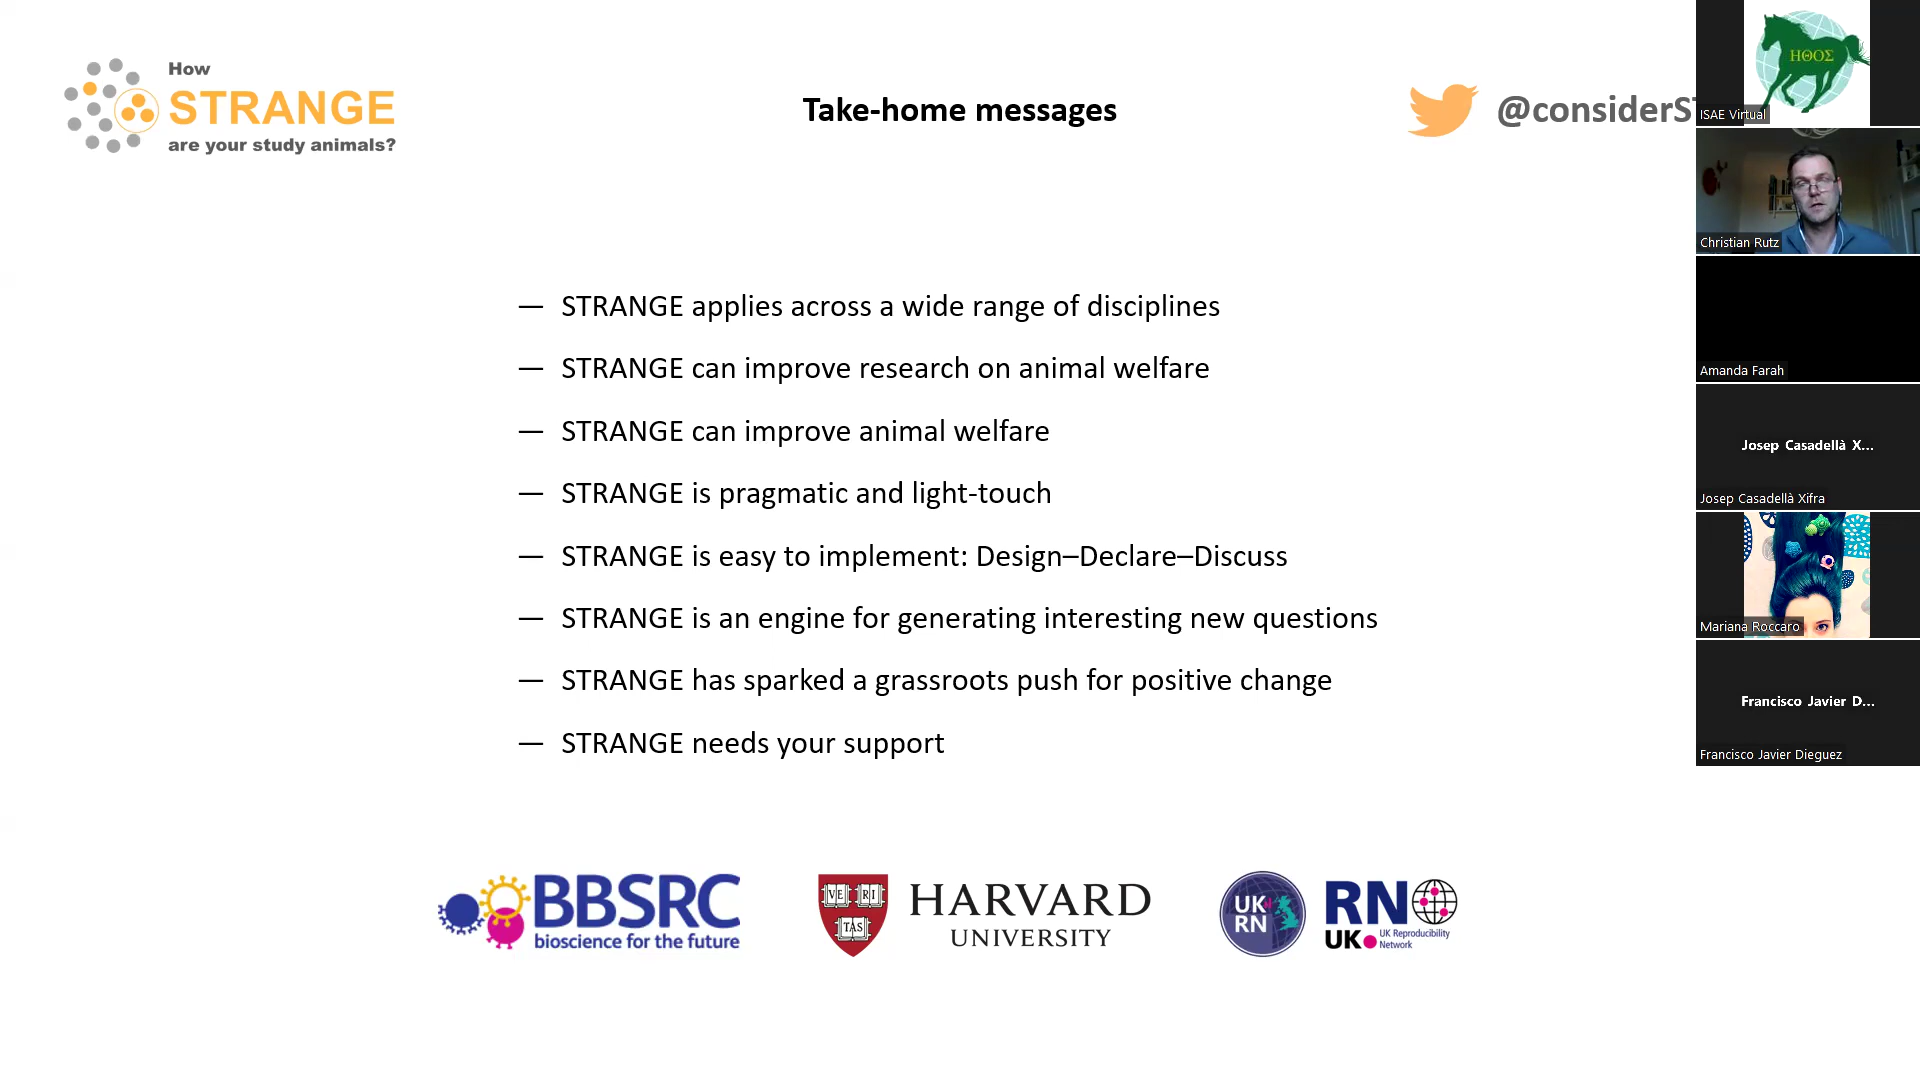 How
STRANGE
are your study animals?
Take-home messages
@considerST
— STRANGE applies across a wide range of disciplines
— STRANGE can improve research on animal welfare
— STRANGE can improve animal welfare
— STRANGE is pragmatic and light-touch
— STRANGE is easy to implement: Design–Declare–Discuss
— STRANGE is an engine for generating interesting new questions
— STRANGE has sparked a grassroots push for positive change
— STRANGE needs your support
BBSRC
bioscience for the future
VE RI
TAS
HARVARD
UNIVERSITY
UK
RN
RN
UK
UK Reproducibility
Network
ΗΘΟΣ
ISAE Virtual
Christian Rutz
Amanda Farah
Josep Casadellà X...
Josep Casadellà Xifra
Mariana Roccaro
Francisco Javier D...
Francisco Javier Dieguez